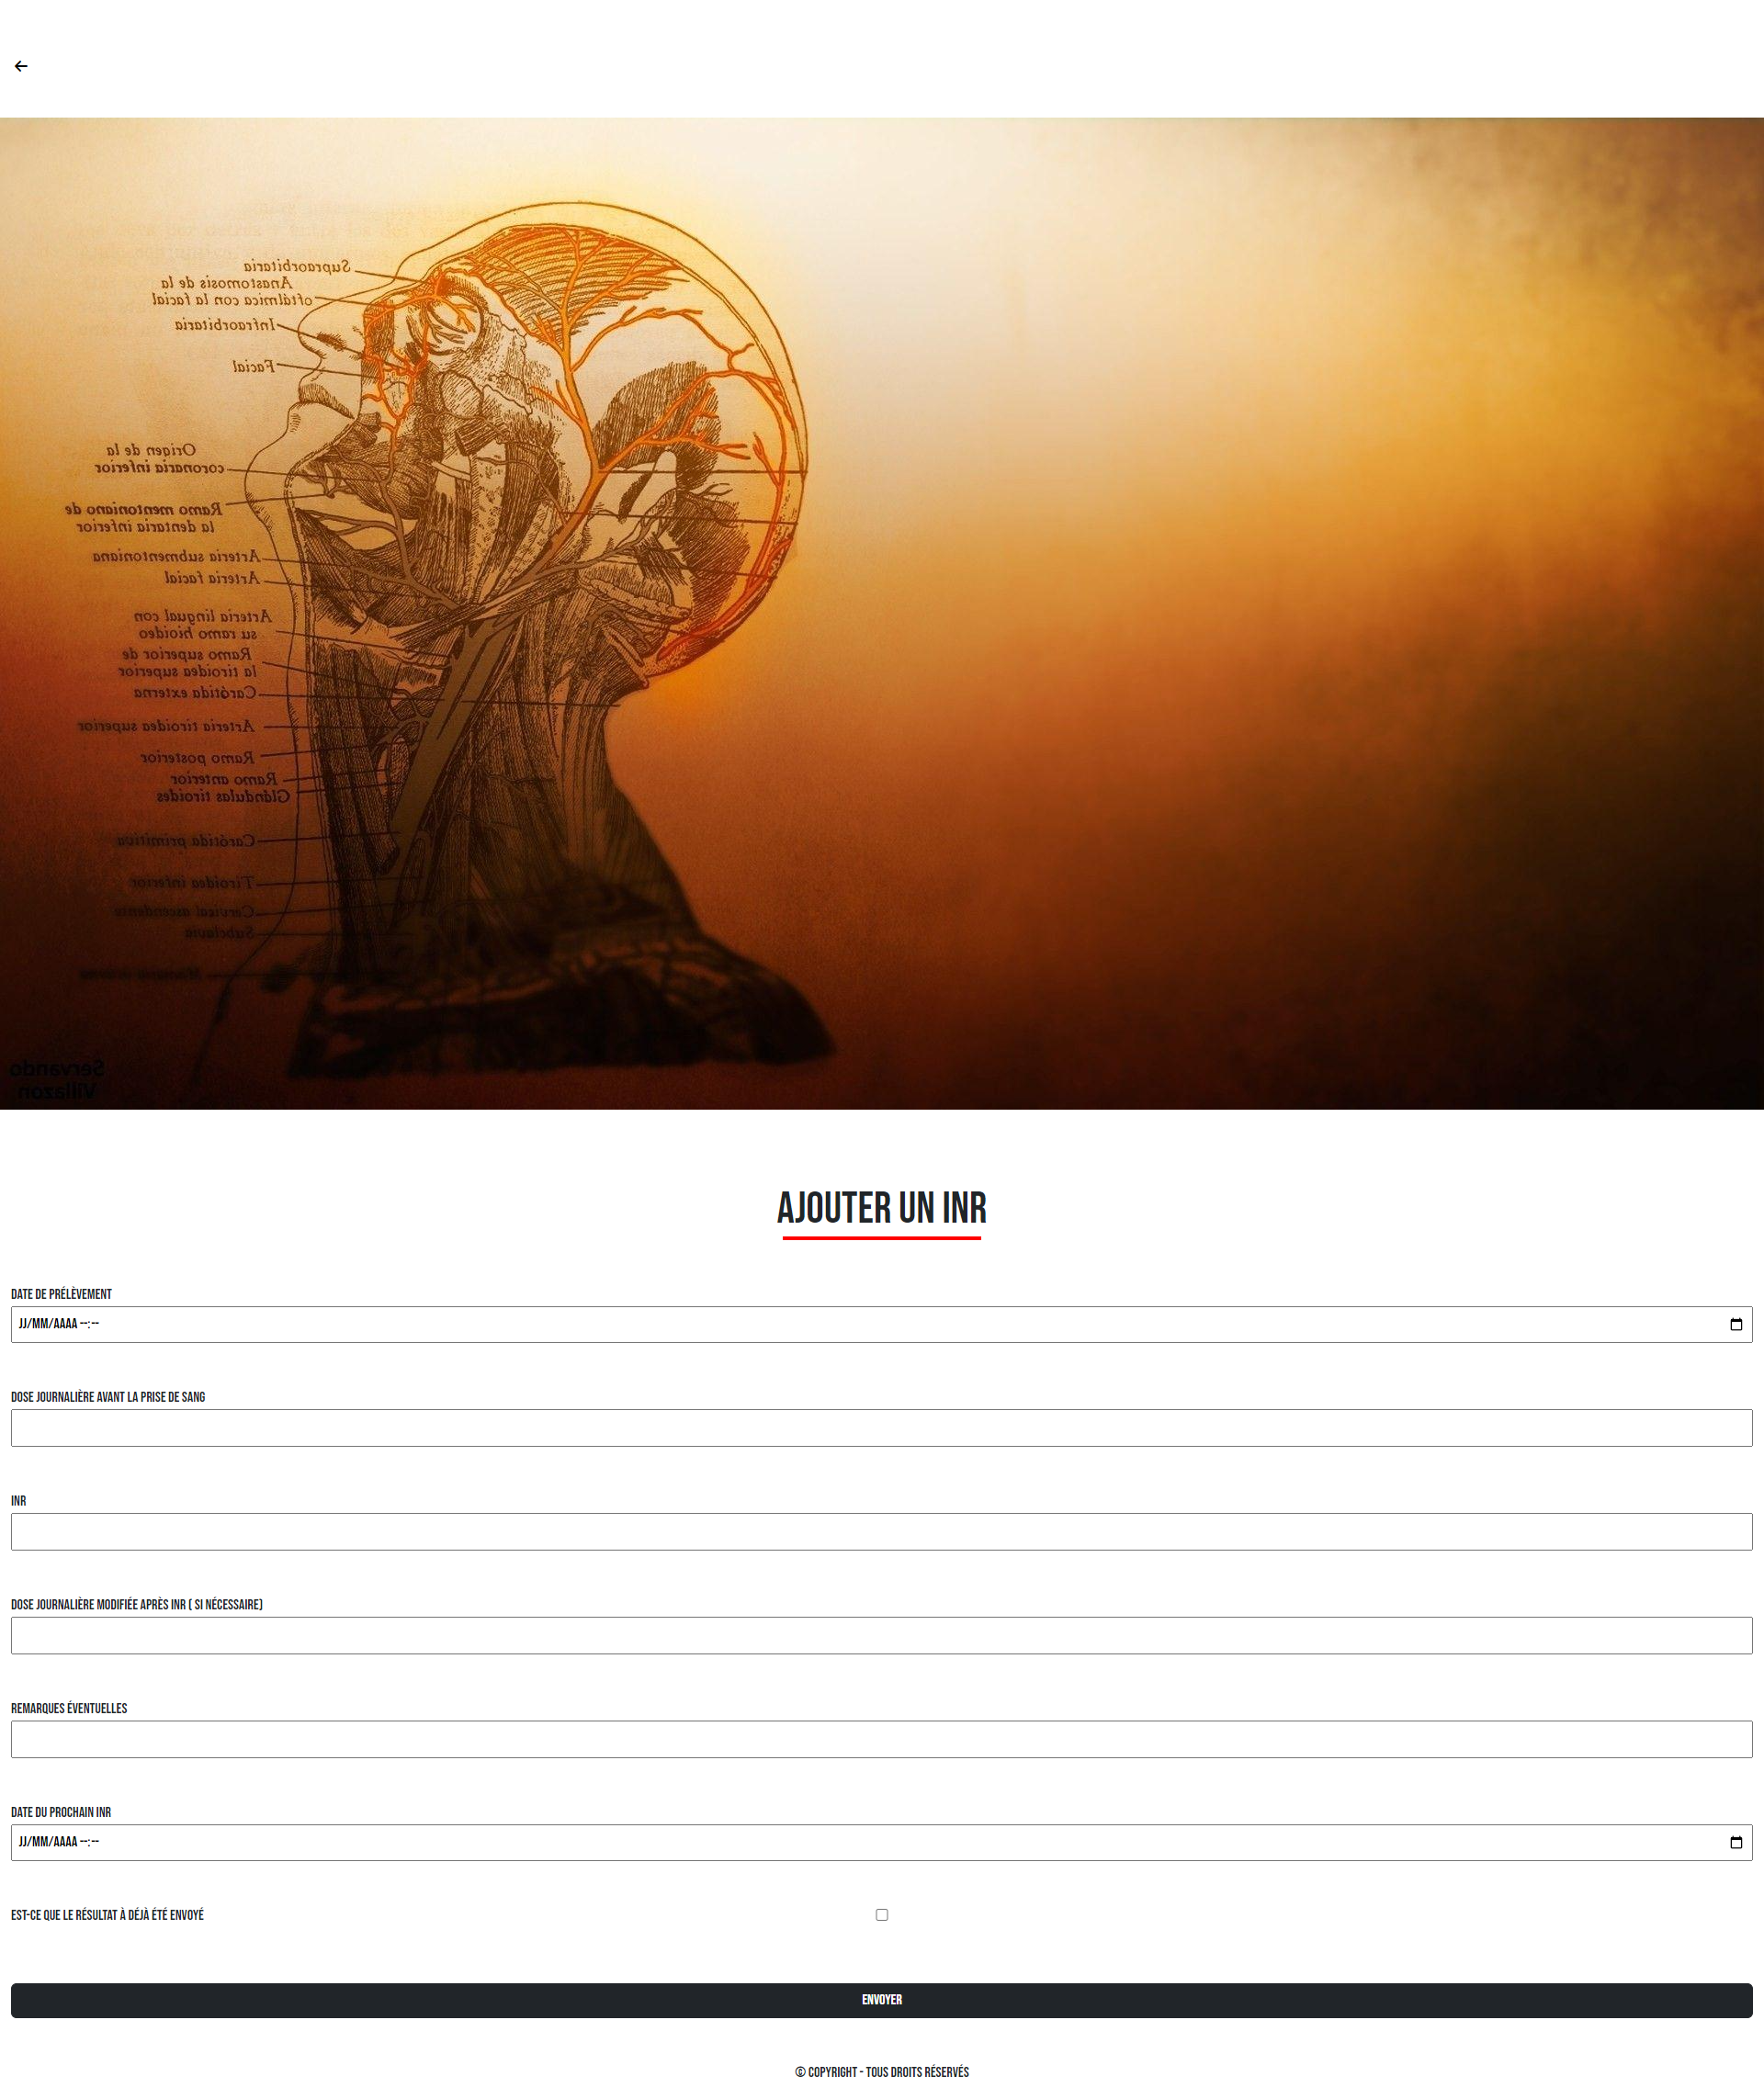 Supraorbitaria
Anastomosis de la
oftálmica con la facial
Infraorbitaria
Facial
Origen de la
coronaria inferior
Ramo mentoniano de
la dentaria inferior
Arteria submentoniana
Arteria facial
Arteria lingual con
su ramo hioideo
Ramo superior de
la tiroidea superior
Carótida externa
Arteria tiroidea superior
Ramo posterior
Ramo anterior
Glándulas tiroides
Carótida primitiva
Tiroidea inferior
Cervical ascendente
Subclavia
Servando
Villazon
AJOUTER UN INR
DATE DE PRÉLÈVEMENT
JJ/MM/AAAA --:--
DOSE JOURNALIÈRE AVANT LA PRISE DE SANG
INR
DOSE JOURNALIÈRE MODIFIÉE APRÈS INR ( SI NÉCESSAIRE)
REMARQUES ÉVENTUELLES
DATE DU PROCHAIN INR
JJ/MM/AAAA --:--
EST-CE QUE LE RÉSULTAT À DÉJÀ ÉTÉ ENVOYÉ
ENVOYER
© COPYRIGHT - TOUS DROITS RÉSERVÉS